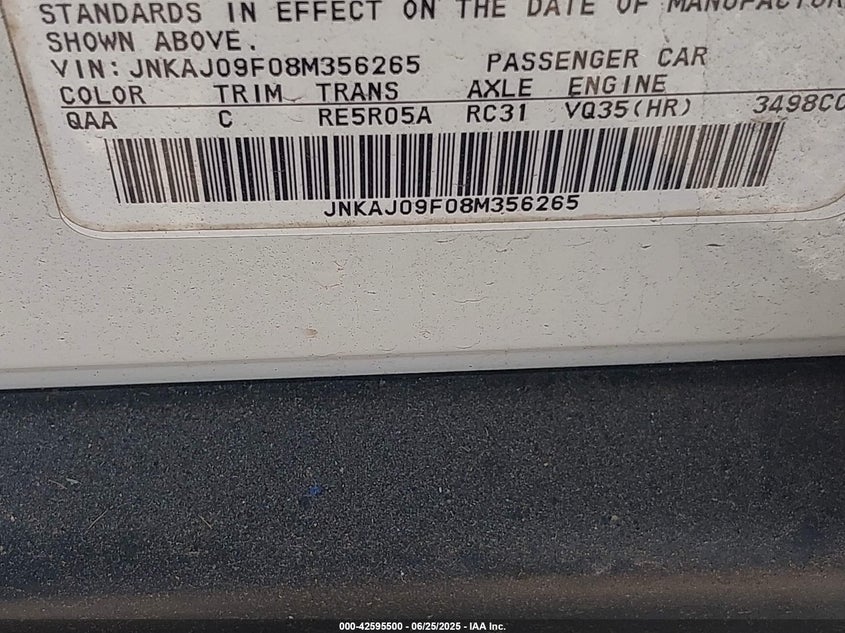 STANDARDS IN EFFECT ON THE DATE OF MANUFACTUR
SHOWN ABOVE.
VIN: JNKAJ09F08M356265 PASSENGER CAR
COLOR TRIM TRANS AXLE ENGINE
QAA C RE5R05A RC31 VQ35(HR) 3498CC
JNKAJ09F08M356265
000-42595500 - 06/25/2025 - IAA Inc.